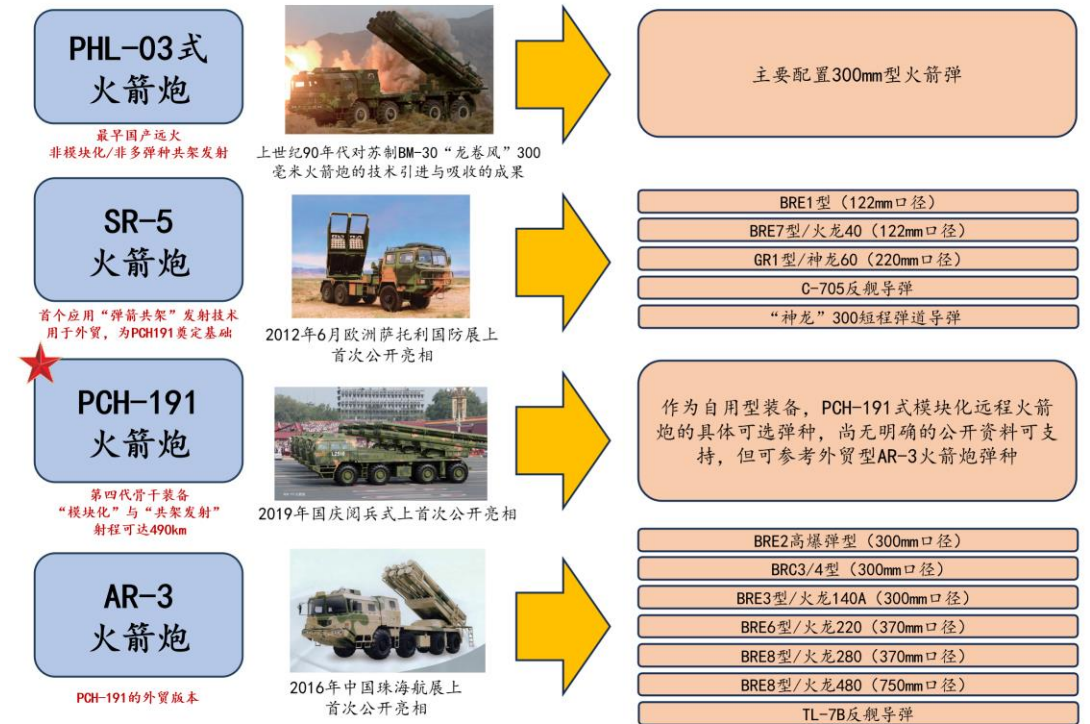 PHL-03式
火箭炮
最早国产远火
非模块化/非多弹种共架发射
上世纪90年代对苏制BM-30“龙卷风”300
毫米火箭炮的技术引进与吸收的成果
主要配置300mm型火箭弹
SR-5
火箭炮
首个应用“弹箭共架”发射技术
用于外贸，为PCH191奠定基础
2012年6月欧洲萨托利国防展上
首次公开亮相
BRE1型（122mm口径）
BRE7型/火龙40（122mm口径）
GR1型/神龙60（220mm口径）
C-705反舰导弹
“神龙”300短程弹道导弹
PCH-191
火箭炮
第四代骨干装备
“模块化”与“共架发射”
射程可达490km
2019年国庆阅兵式上首次公开亮相
作为自用型装备，PCH-191式模块化远程火箭
炮的具体可选弹种，尚无明确的公开资料可支
持，但可参考外贸型AR-3火箭炮弹种
AR-3
火箭炮
PCH-191的外贸版本
2016年中国珠海航展上
首次公开亮相
BRE2高爆弹型（300mm口径）
BRC3/4型（300mm口径）
BRE3型/火龙140A（300mm口径）
BRE6型/火龙220（370mm口径）
BRE8型/火龙280（370mm口径）
BRE8型/火龙480（750mm口径）
TL-7B反舰导弹